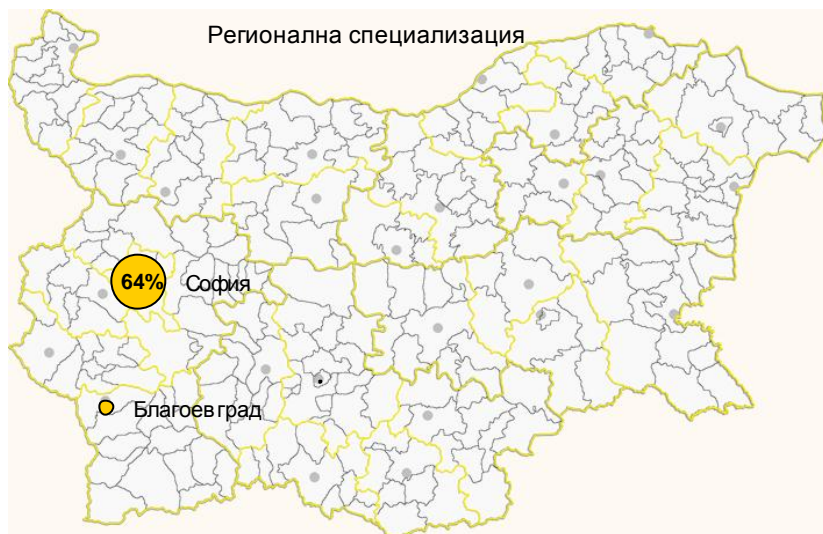 Регионална специализация
64% София
Благоевград